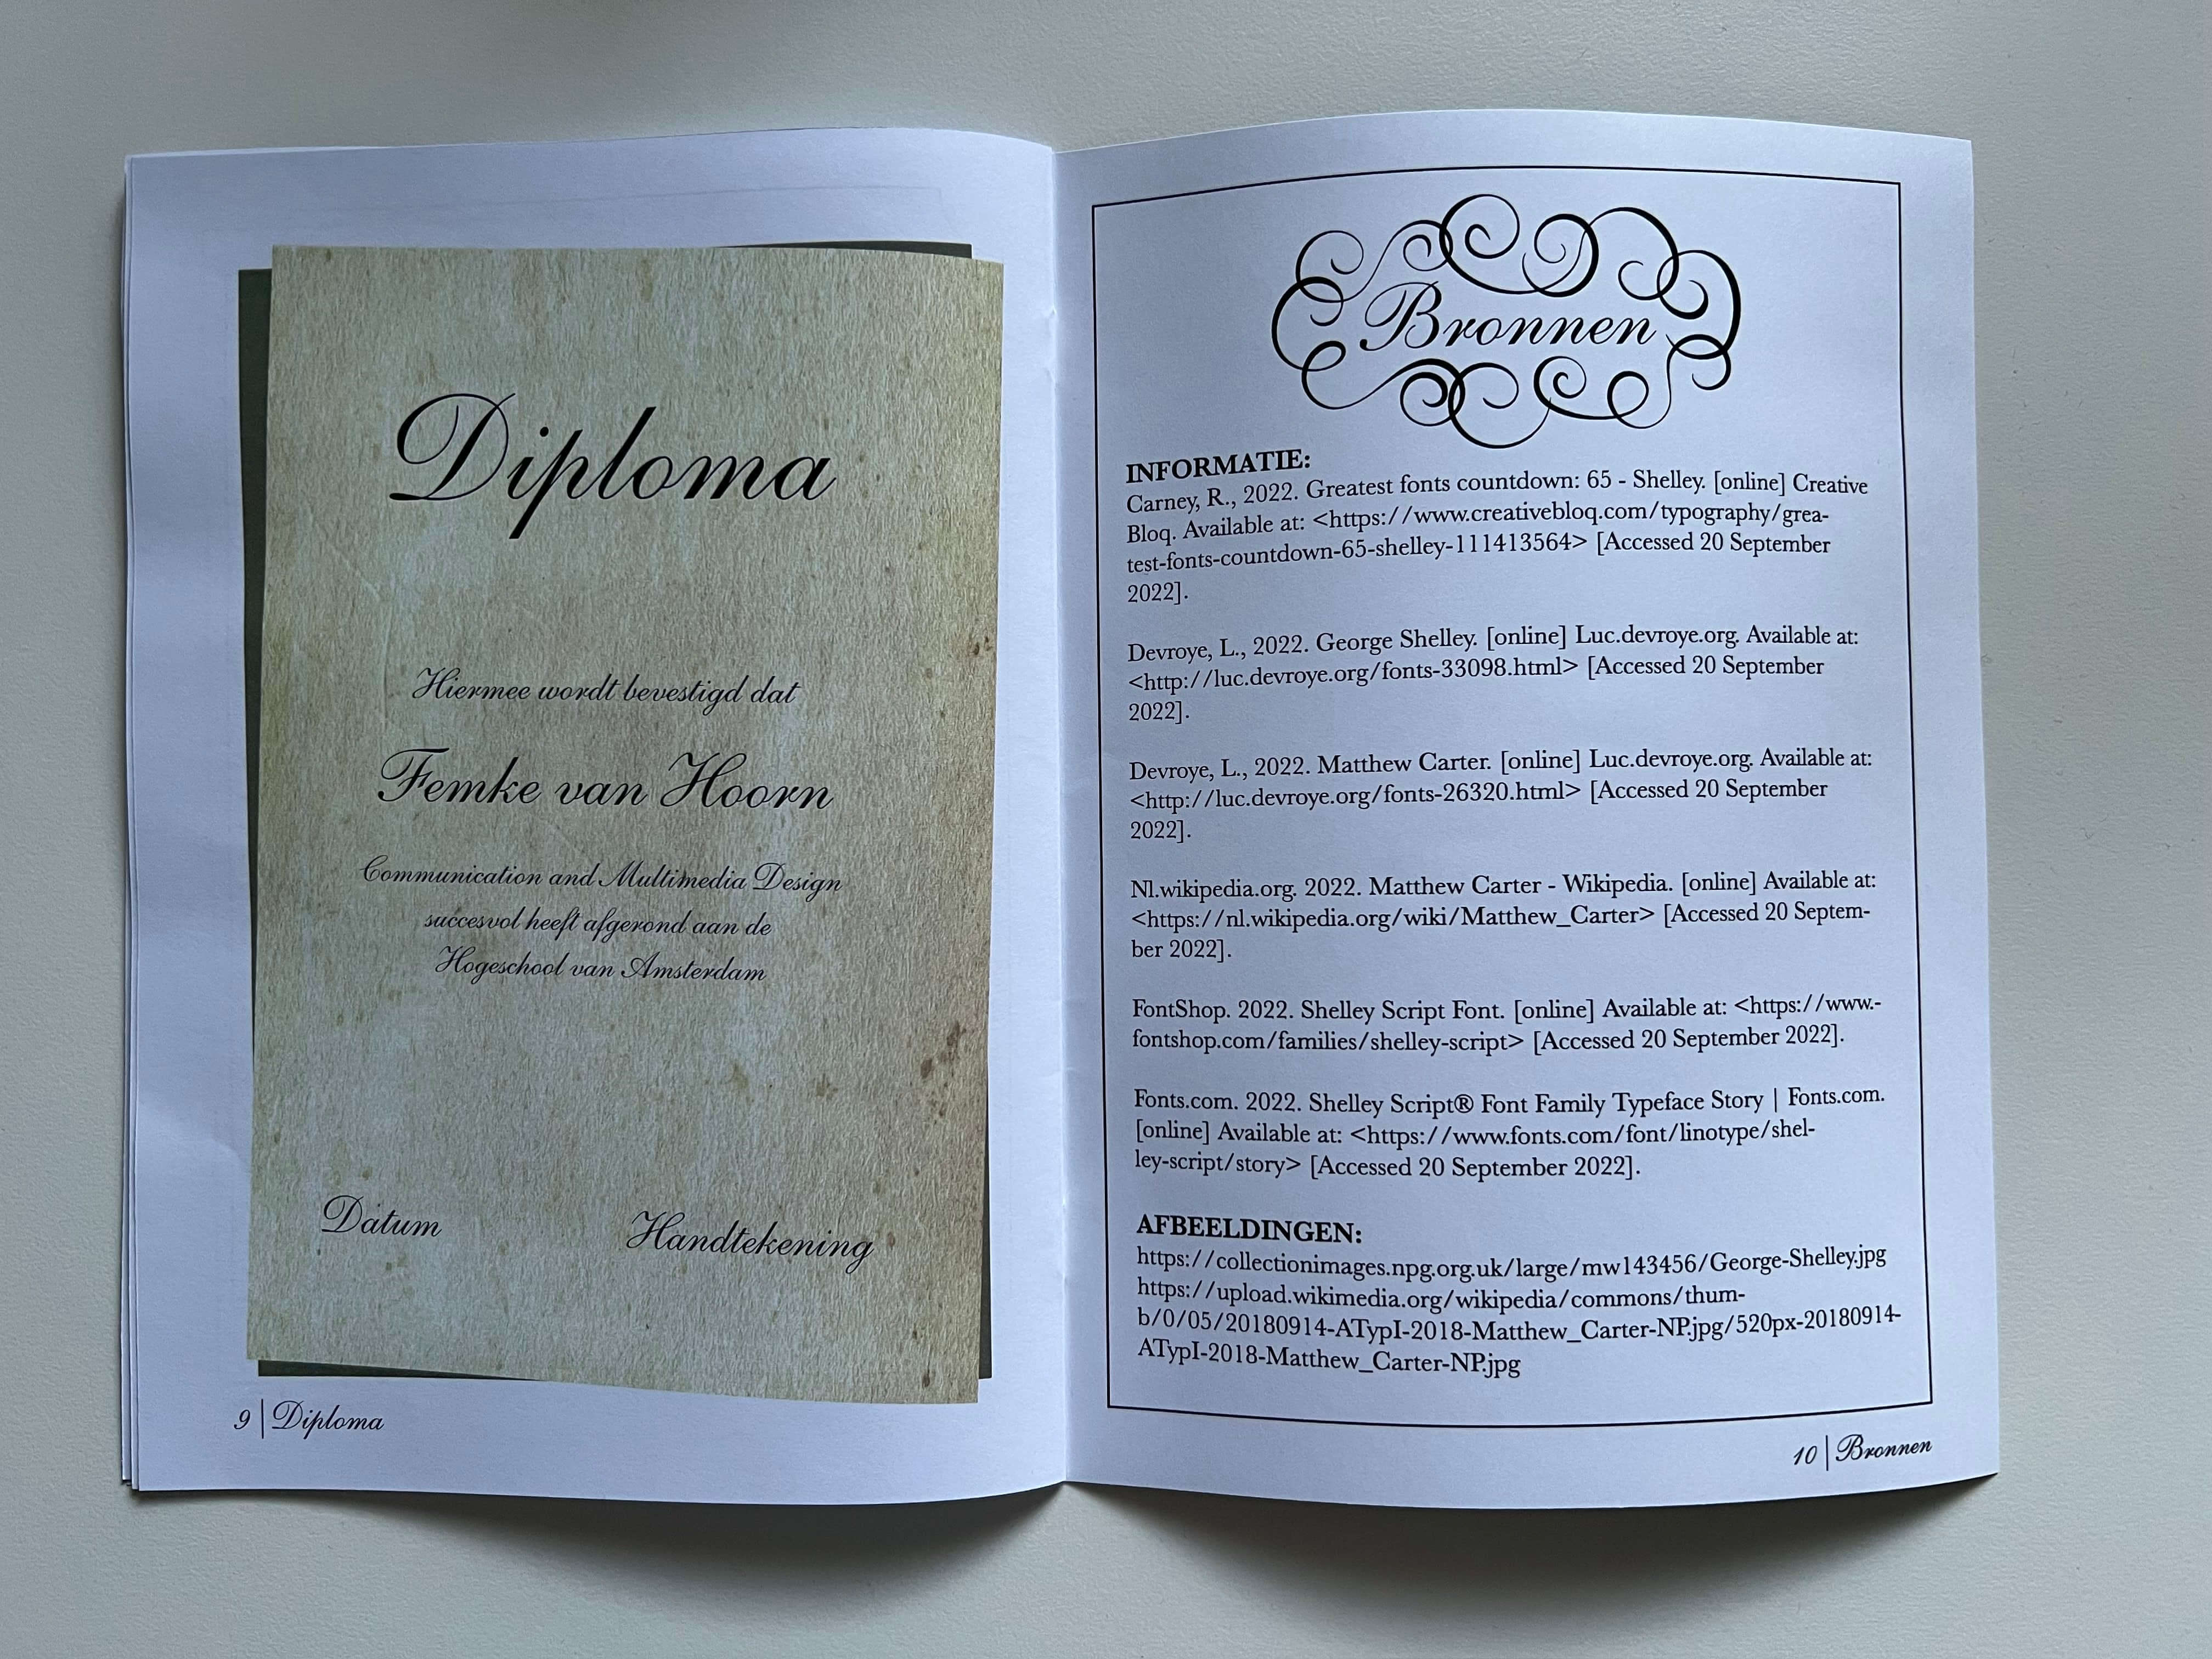 Diploma
Hiermee wordt bevestigd dat
Femke van Hoorn
Communication and Multimedia Design
succesvol heeft afgerond aan de
Hogeschool van Amsterdam
Datum
Handtekening
9 | Diploma
Bronnen
INFORMATIE:
Carney, R., 2022. Greatest fonts countdown: 65 - Shelley. [online] Creative
Bloq. Available at: <https://www.creativebloq.com/typography/grea-
test-fonts-countdown-65-shelley-111413564> [Accessed 20 September
2022].
Devroye, L., 2022. George Shelley. [online] Luc.devroye.org. Available at:
<http://luc.devroye.org/fonts-33098.html> [Accessed 20 September
2022].
Devroye, L., 2022. Matthew Carter. [online] Luc.devroye.org. Available at:
<http://luc.devroye.org/fonts-26320.html> [Accessed 20 September
2022].
Nl.wikipedia.org. 2022. Matthew Carter - Wikipedia. [online] Available at:
<https://nl.wikipedia.org/wiki/Matthew_Carter> [Accessed 20 Septem-
ber 2022].
FontShop. 2022. Shelley Script Font. [online] Available at: <https://www.-
fontshop.com/families/shelley-script> [Accessed 20 September 2022].
Fonts.com. 2022. Shelley Script® Font Family Typeface Story | Fonts.com.
[online] Available at: <https://www.fonts.com/font/linotype/shel-
ley-script/story> [Accessed 20 September 2022].
AFBEELDINGEN:
https://collectionimages.npg.org.uk/large/mw143456/George-Shelley.jpg
https://upload.wikimedia.org/wikipedia/commons/thum-
b/0/05/20180914-ATypI-2018-Matthew_Carter-NP.jpg/520px-20180914-
ATypI-2018-Matthew_Carter-NP.jpg
10 | Bronnen